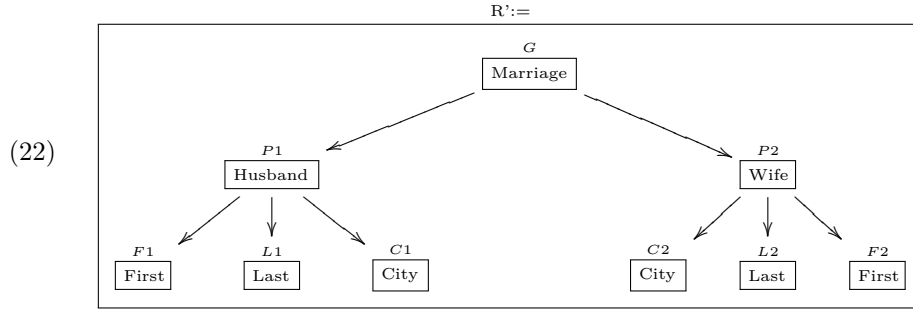 R':=
G
Marriage
(22)
P1 P2
Husband Wife
F1 L1 C1 C2 L2 F2
First Last City City Last First